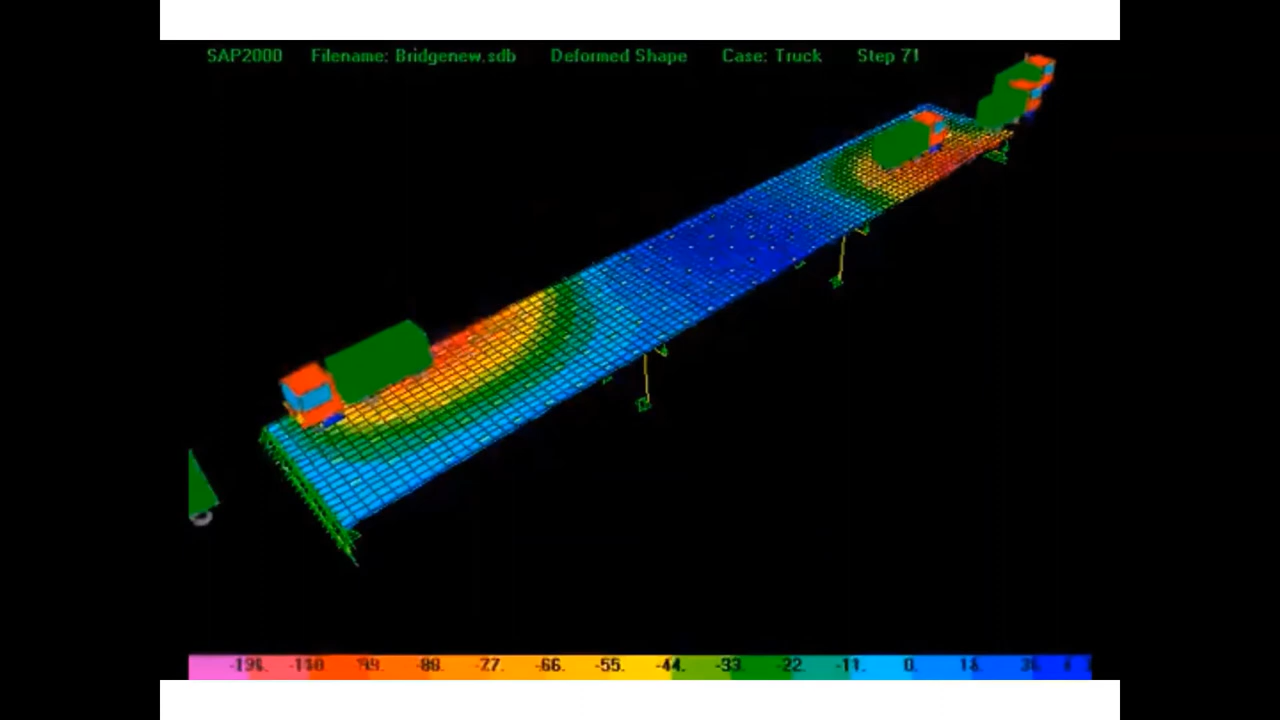 SAP2000 Filename: Bridgenew.sdb Deformed Shape Case: Truck Step 71
-88. -77. -66. -55. -44. -33. -22. -11. 0.